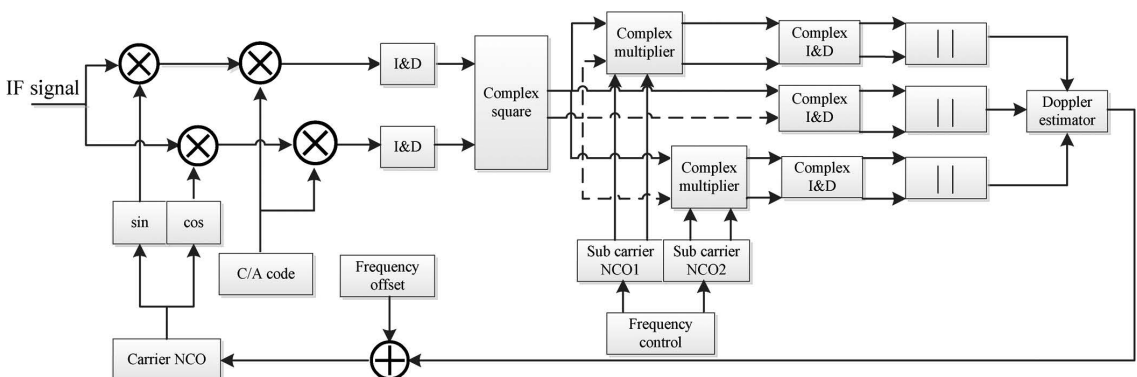 IF signal
I&D
I&D
sin
cos
C/A code
Carrier NCO
Frequency
offset
Complex
square
Complex
multiplier
Complex
I&D
| |
Complex
I&D
| |
Complex
multiplier
Complex
I&D
| |
Doppler
estimator
Sub carrier
NCO1
Sub carrier
NCO2
Frequency
control